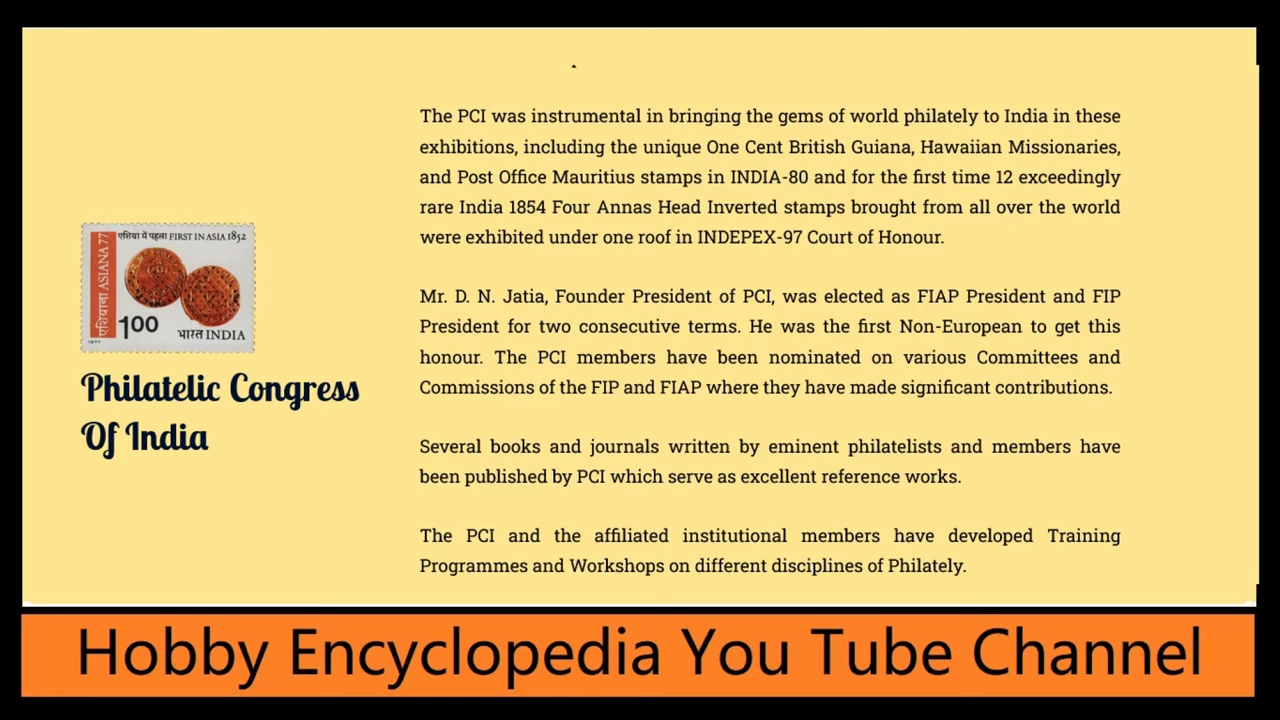 The PCI was instrumental in bringing the gems of world philately to India in these
exhibitions, including the unique One Cent British Guiana, Hawaiian Missionaries,
and Post Office Mauritius stamps in INDIA-80 and for the first time 12 exceedingly
rare India 1854 Four Annas Head Inverted stamps brought from all over the world
were exhibited under one roof in INDEPEX-97 Court of Honour.
एशिया में पहला FIRST IN ASIA 1852
एशियाना ASIANA 77
1.00
भारत INDIA
1977
Philatelic Congress
Of India
Mr. D. N. Jatia, Founder President of PCI, was elected as FIAP President and FIP
President for two consecutive terms. He was the first Non-European to get this
honour. The PCI members have been nominated on various Committees and
Commissions of the FIP and FIAP where they have made significant contributions.
Several books and journals written by eminent philatelists and members have
been published by PCI which serve as excellent reference works.
The PCI and the affiliated institutional members have developed Training
Programmes and Workshops on different disciplines of Philately.
Hobby Encyclopedia You Tube Channel